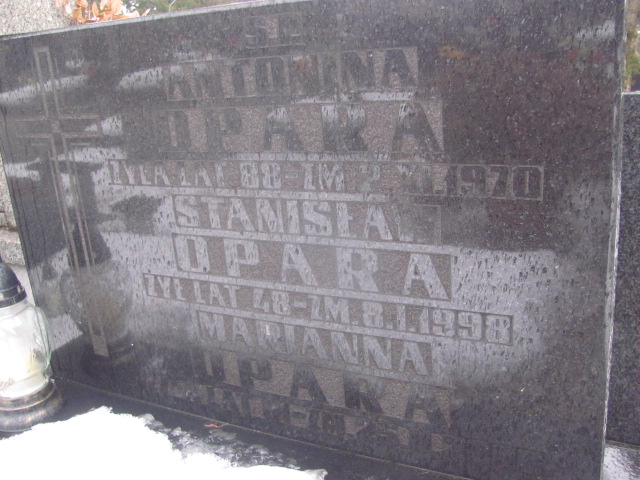 Ś.P.
ANTONINA
OPARA
ŻYŁA LAT 88-ZM. 1970
STANISŁAW
OPARA
ŻYŁ LAT 48-ZM.8.1.1998
MARIANNA
OPARA